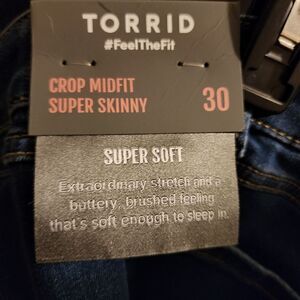 TORRID
#FeelTheFit
CROP MIDFIT
SUPER SKINNY
30
SUPER SOFT
Extraordinary stretch and a
buttery, brushed feeling
that's soft enough to sleep in.